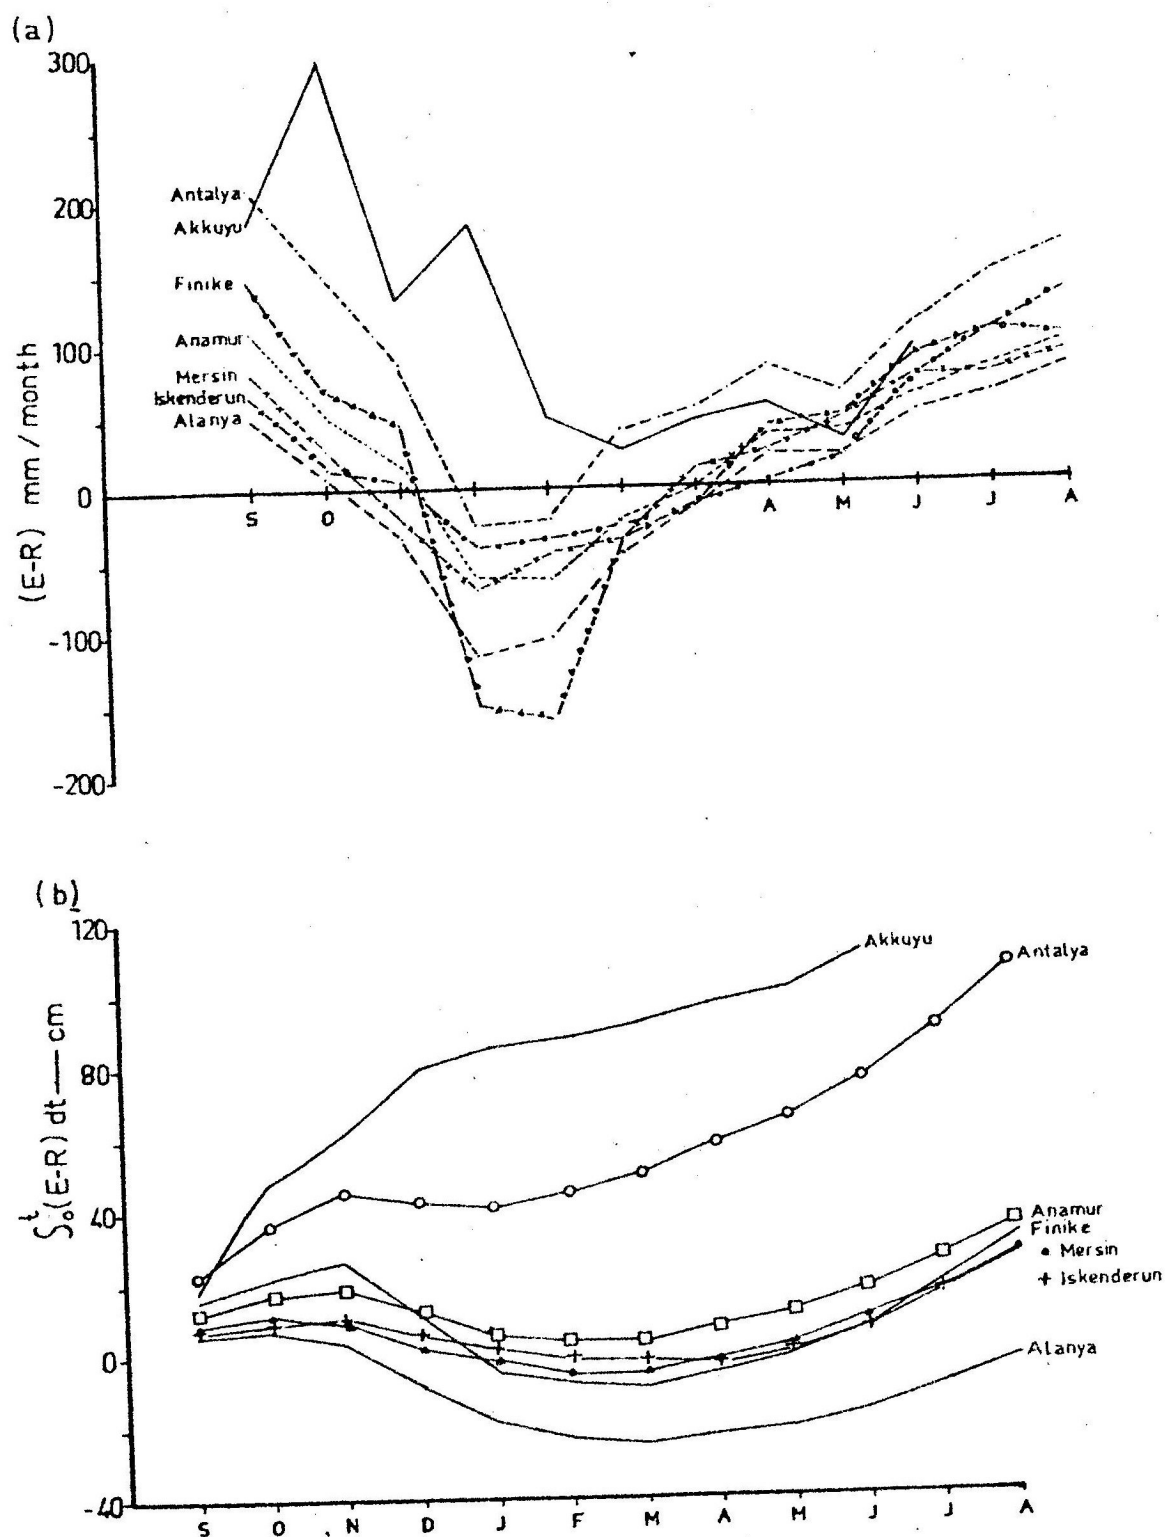 (a)
300
200
100
0
-100
-200
(E-R) mm/month
Antalya
Akkuyu
Finike
Anamur
Mersin
Iskenderun
Alanya
S O A M J J A
(b)
120
80
40
0
-40
∫₀ᵗ(E-R) dt—cm
Akkuyu
Antalya
Anamur
Finike
Mersin
Iskenderun
Alanya
S O N D J F M A M J J A